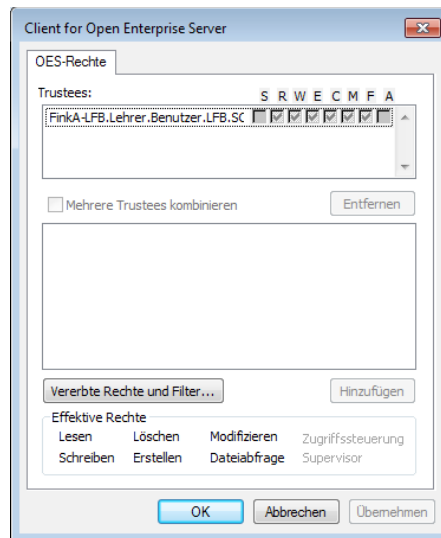 Client for Open Enterprise Server
OES-Rechte
Trustees: S R W E C M F A
FinkA-LFB.Lehrer.Benutzer.LFB.SC
Mehrere Trustees kombinieren Entfernen
Vererbte Rechte und Filter... Hinzufügen
Effektive Rechte
Lesen Löschen Modifizieren Zugriffssteuerung
Schreiben Erstellen Dateiabfrage Supervisor
OK Abbrechen Übernehmen